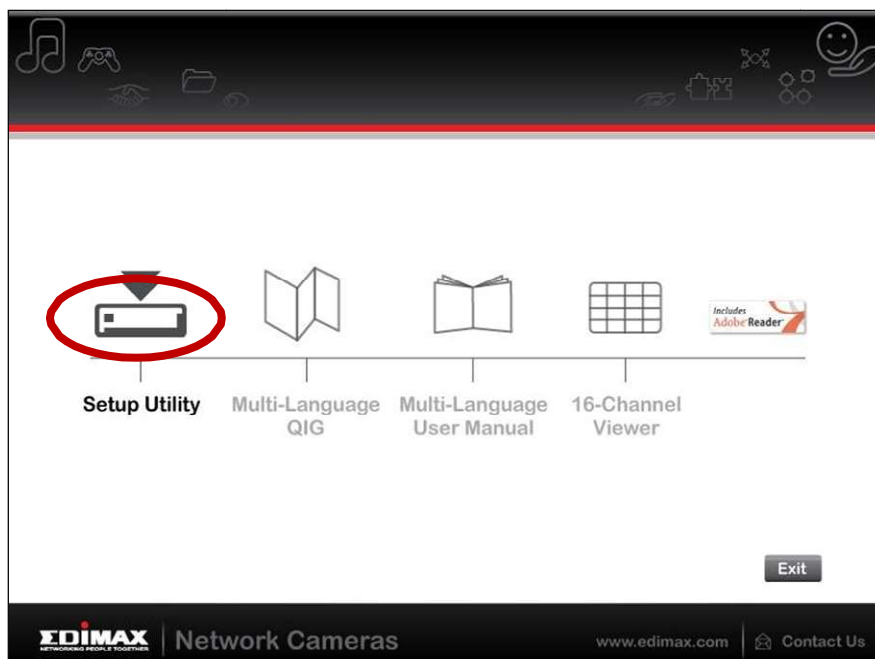 Includes
Adobe Reader
Setup Utility
Multi-Language
QIG
Multi-Language
User Manual
16-Channel
Viewer
Exit
EDIMAX
NETWORKING PEOPLE TOGETHER
Network Cameras
www.edimax.com
Contact Us